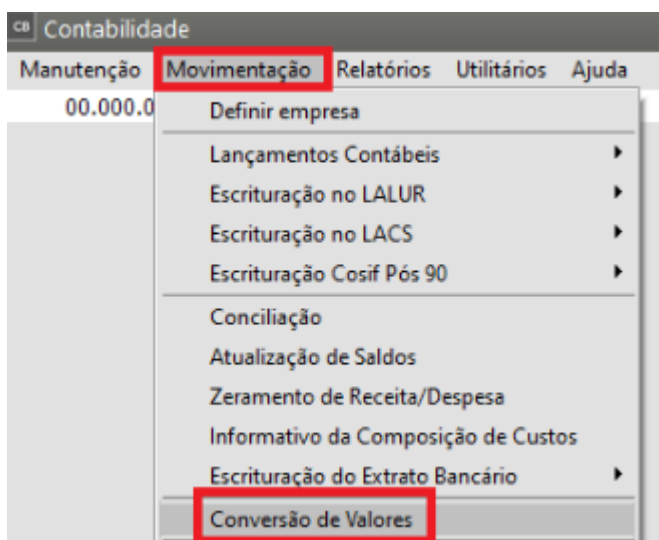 CB Contabilidade
Manutenção Movimentação Relatórios Utilitários Ajuda
00.000.0
Definir empresa
Lançamentos Contábeis
Escrituração no LALUR
Escrituração no LACS
Escrituração Cosif Pós 90
Conciliação
Atualização de Saldos
Zeramento de Receita/Despesa
Informativo da Composição de Custos
Escrituração do Extrato Bancário
Conversão de Valores